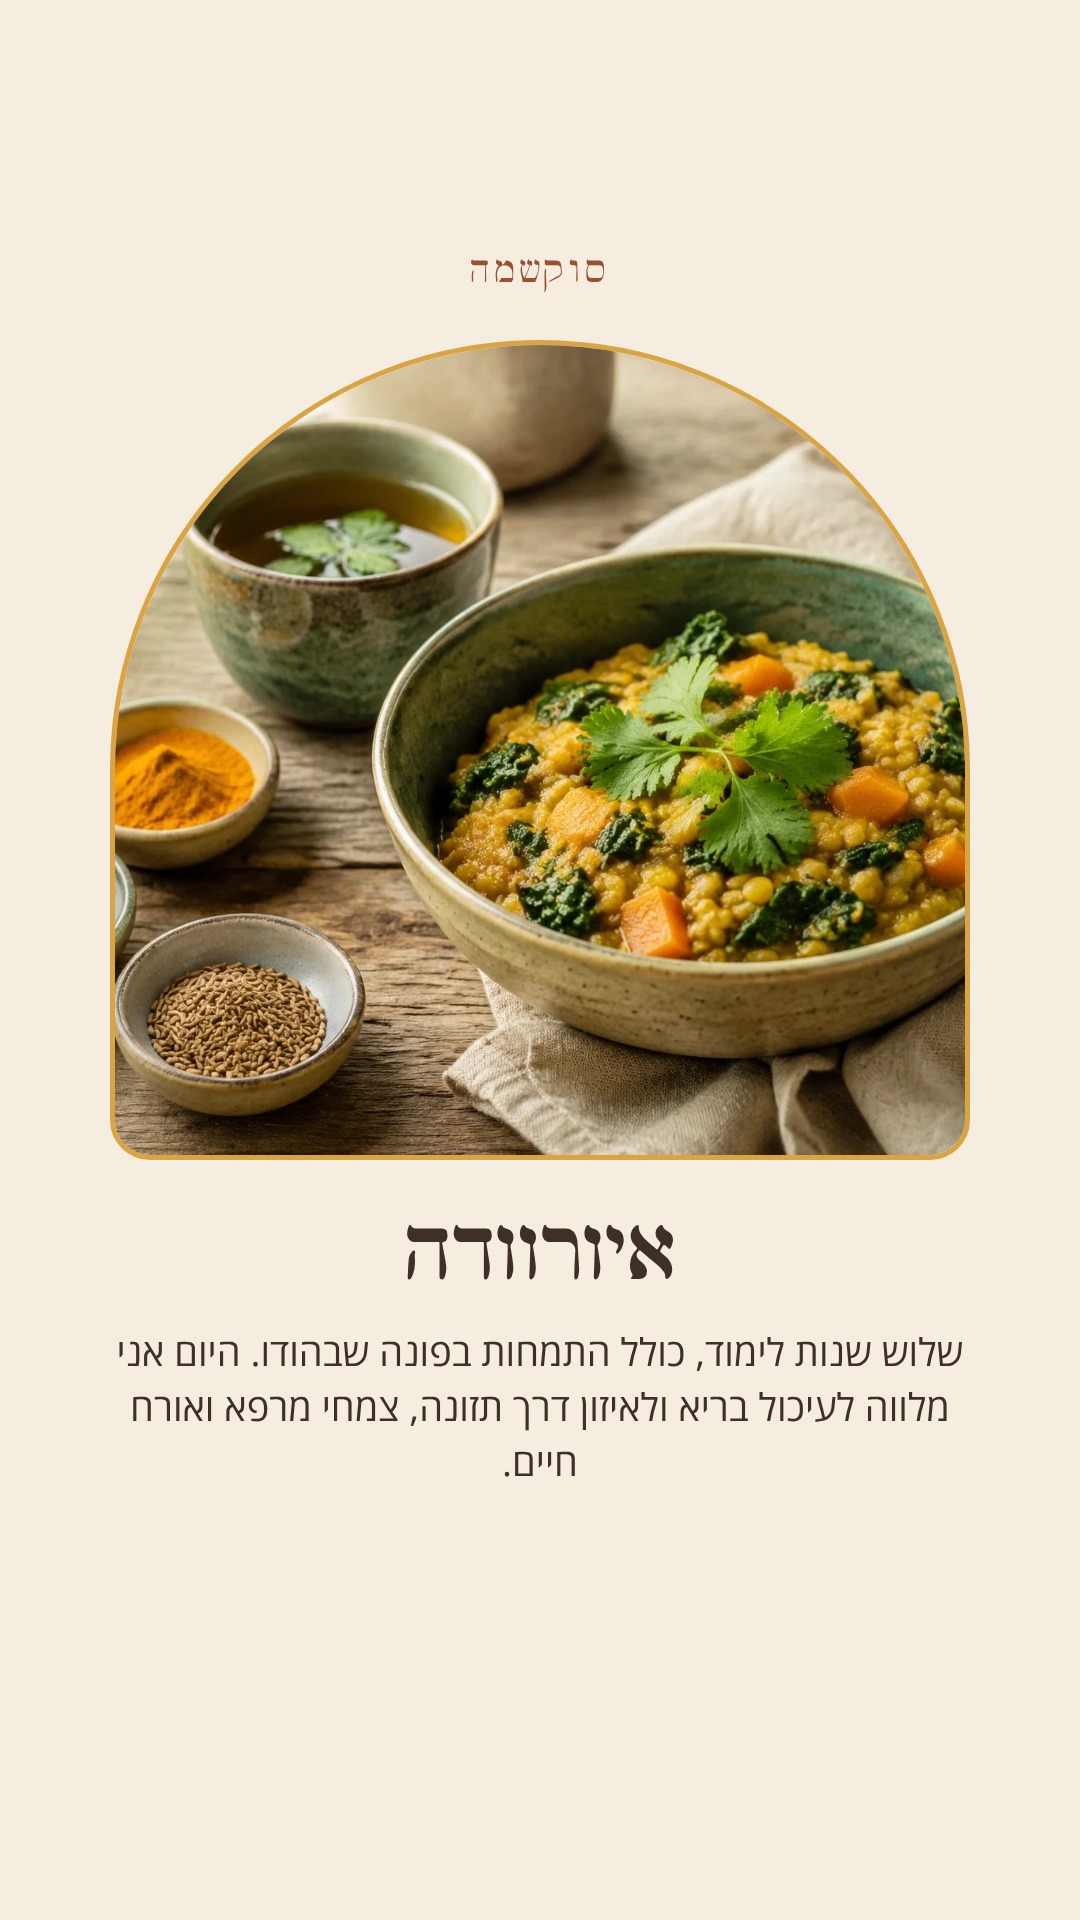 סוקשמה
איורוודה
שלוש שנות לימוד, כולל התמחות בפונה שבהודו. היום אני
מלווה לעיכול בריא ולאיזון דרך תזונה, צמחי מרפא ואורח
חיים.